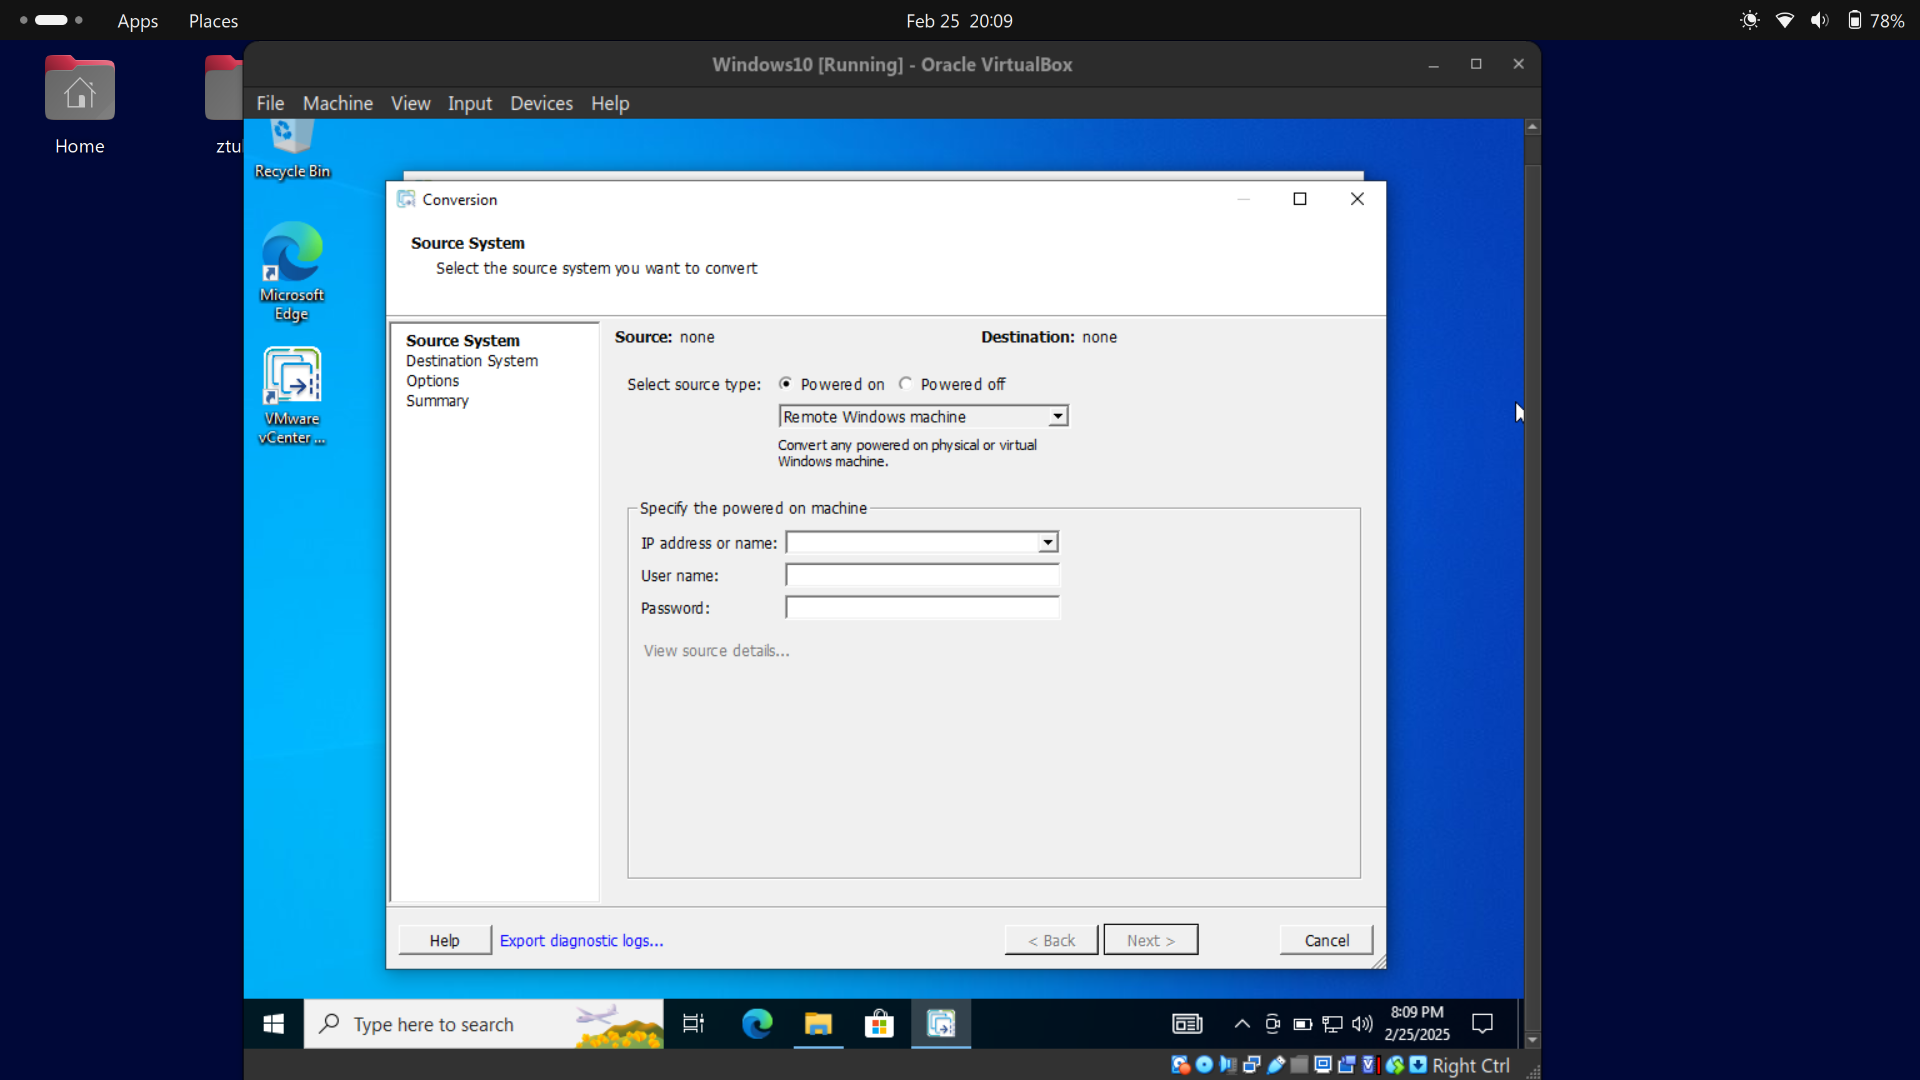 Apps Places Feb 25 20:09 78%
Home
ztul
Windows10 [Running] - Oracle VirtualBox
File Machine View Input Devices Help
Recycle Bin
Microsoft
Edge
VMware
vCenter ...
Conversion
Source System
Select the source system you want to convert
Source System
Destination System
Options
Summary
Source: none Destination: none
Select source type: Powered on Powered off
Remote Windows machine
Convert any powered on physical or virtual
Windows machine.
Specify the powered on machine
IP address or name:
User name:
Password:
View source details...
Help Export diagnostic logs... < Back Next > Cancel
Type here to search
8:09 PM
2/25/2025
Right Ctrl